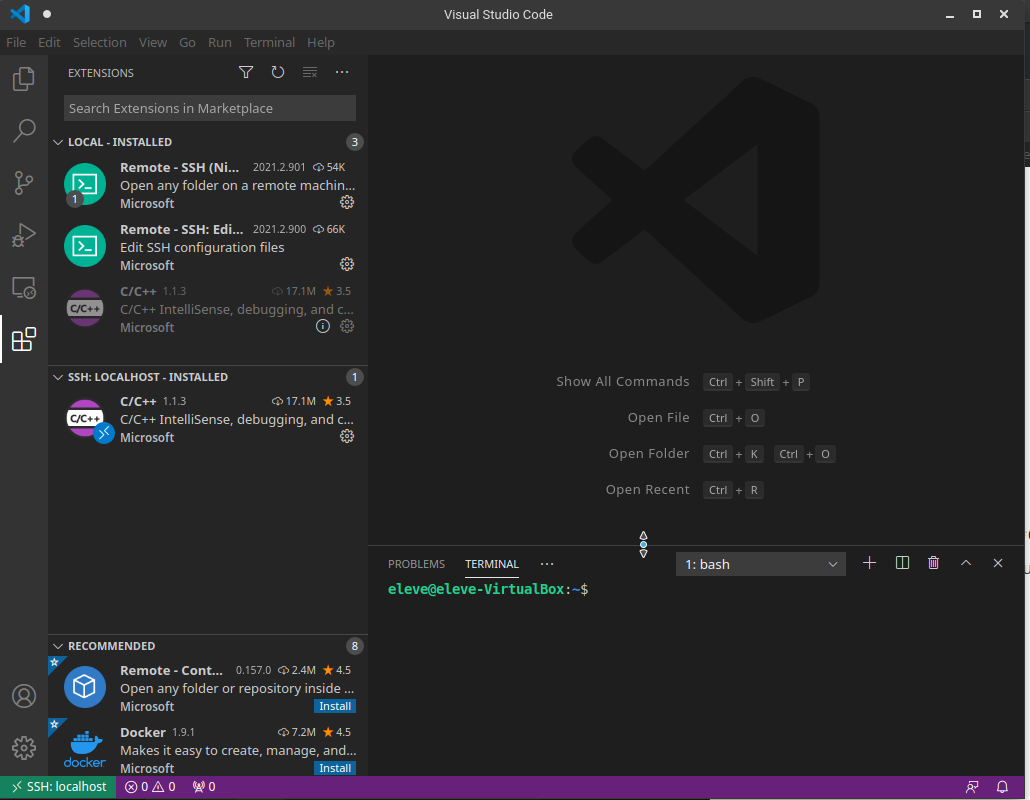 Visual Studio Code
File Edit Selection View Go Run Terminal Help
EXTENSIONS
Search Extensions in Marketplace
LOCAL - INSTALLED 3
Remote - SSH (Ni... 2021.2.901 54K
Open any folder on a remote machin...
1
Microsoft
Remote - SSH: Edi... 2021.2.900 66K
Edit SSH configuration files
Microsoft
C/C++
C/C++ 1.1.3 17.1M 3.5
C/C++ IntelliSense, debugging, and c...
Microsoft
SSH: LOCALHOST - INSTALLED 1
C/C++
C/C++ 1.1.3 17.1M 3.5
C/C++ IntelliSense, debugging, and c...
Microsoft
RECOMMENDED 8
Remote - Cont... 0.157.0 2.4M 4.5
Open any folder or repository inside ...
Microsoft Install
docker
Docker 1.9.1 7.2M 4.5
Makes it easy to create, manage, and...
Microsoft Install
Show All Commands Ctrl + Shift + P
Open File Ctrl + O
Open Folder Ctrl + K Ctrl + O
Open Recent Ctrl + R
PROBLEMS TERMINAL ··· 1: bash
eleve@eleve-VirtualBox:~$
SSH: localhost 0 0 0